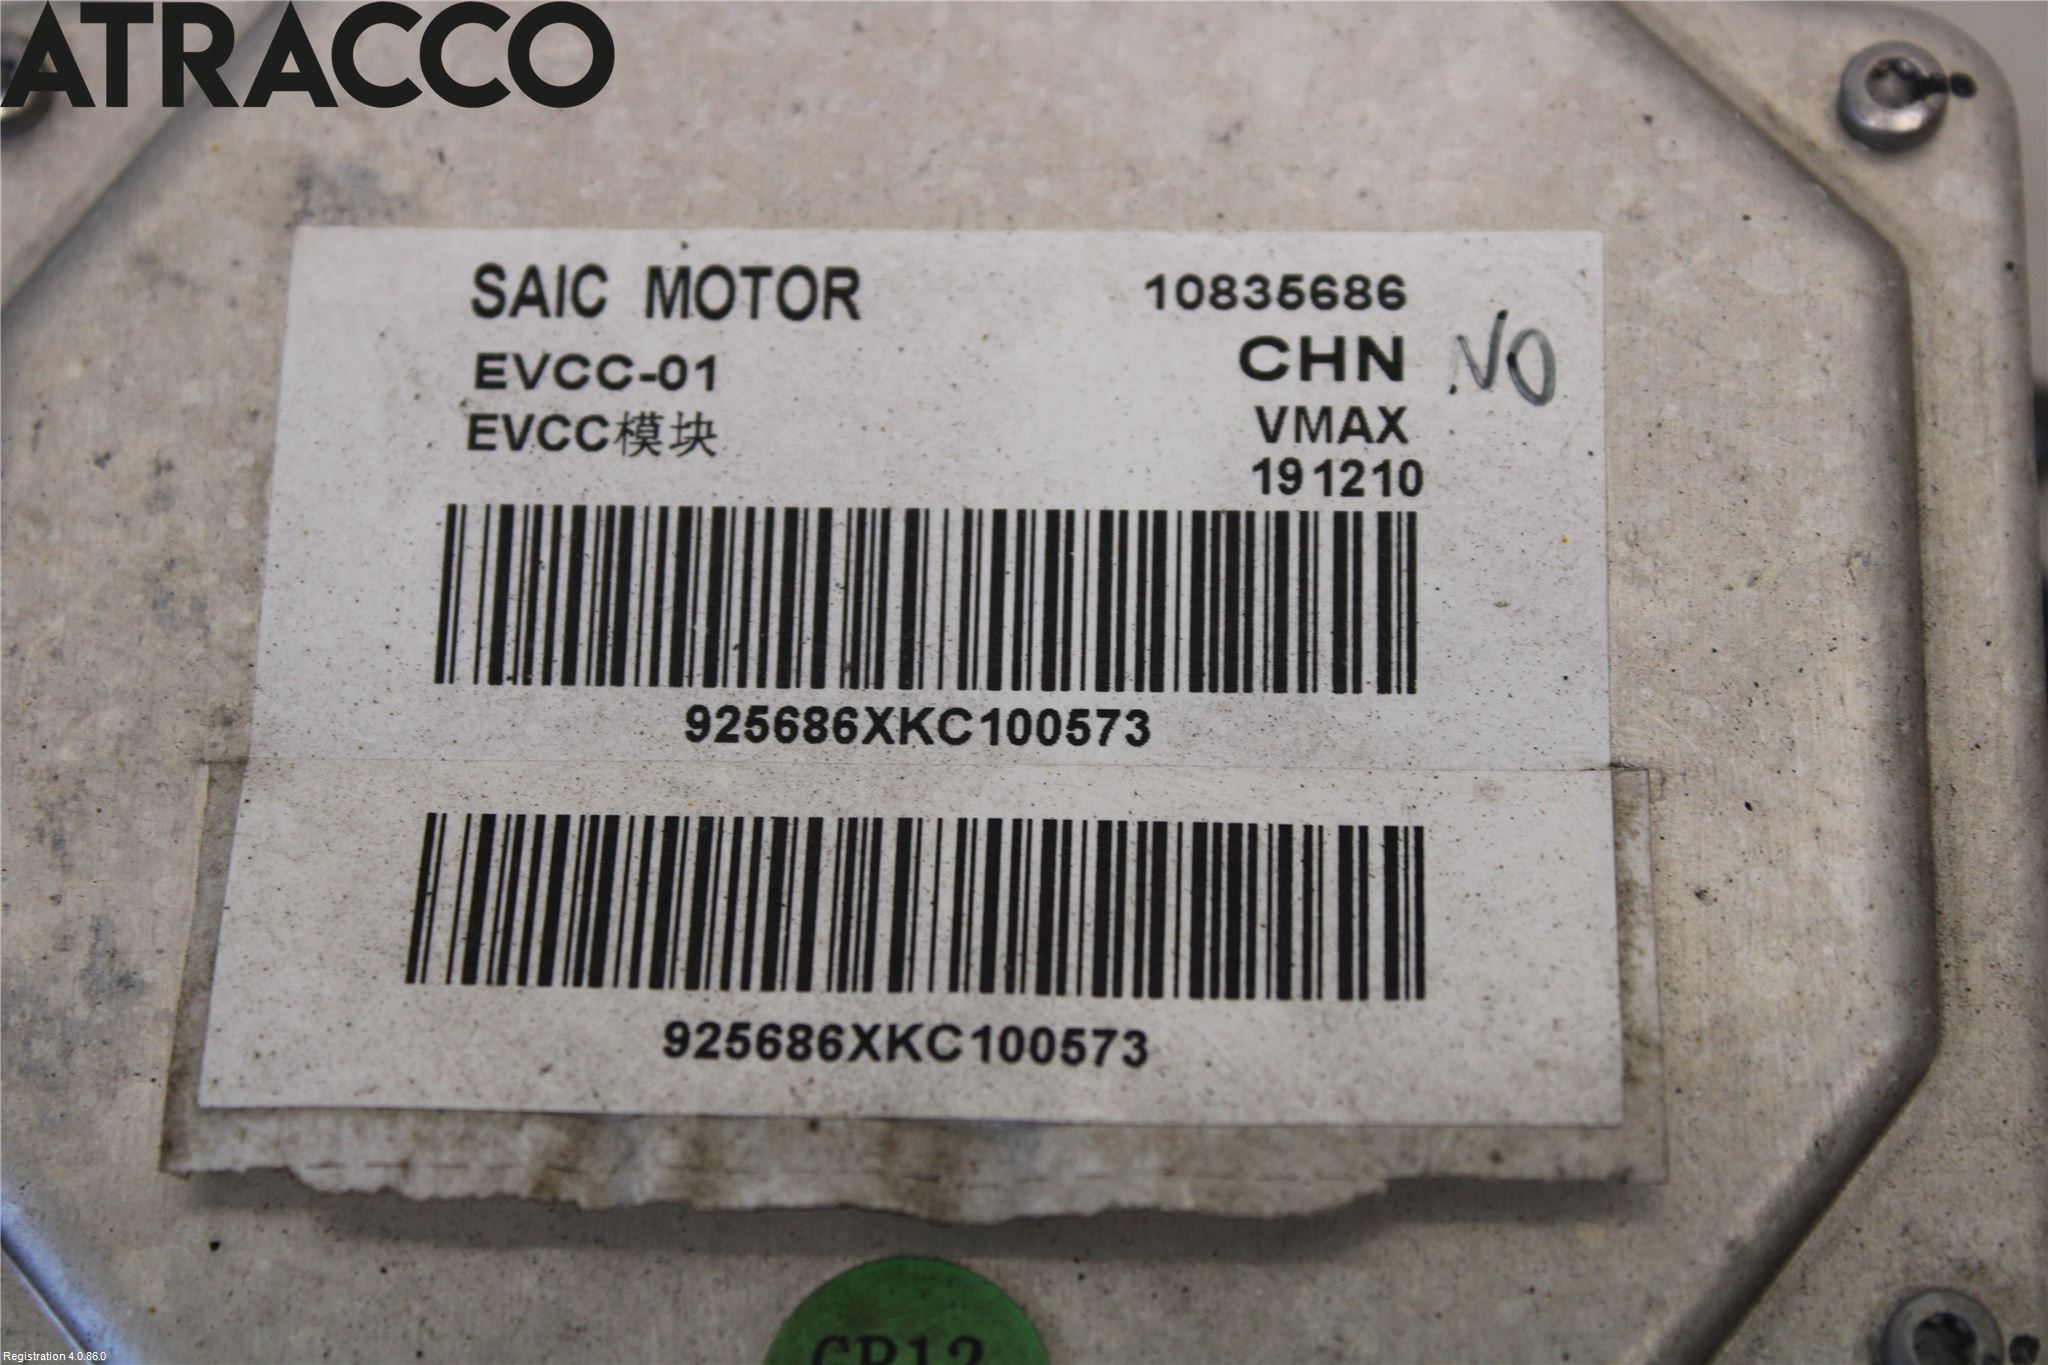 ATRACCO
SAIC MOTOR 10835686
EVCC-01 CHN NO
EVCC模块 VMAX
191210
925686XKC100573
925686XKC100573
Registration 4.0.86.0